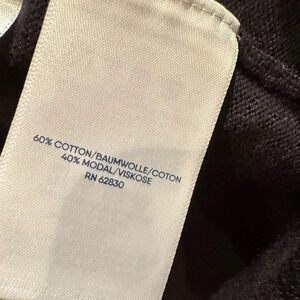 60% COTTON/BAUMWOLLE/COTON
40% MODAL/VISKOSE
RN 62830